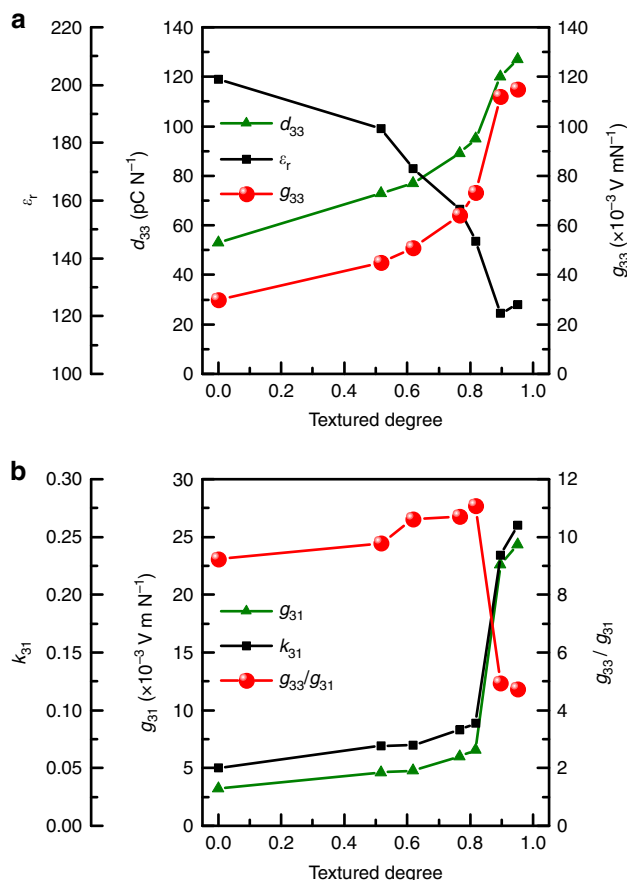 a
220
200
180
160
140
120
100
εr
140
120
100
80
60
40
20
0
d33 (pC N−1)
d33
εr
g33
140
120
100
80
60
40
20
0
g33 (×10−3 V mN−1)
0.0 0.2 0.4 0.6 0.8 1.0
Textured degree
b
0.30
0.25
0.20
0.15
0.10
0.05
0.00
k31
30
25
20
15
10
5
0
g31 (×10−3 V m N−1)
g31
k31
g33/g31
12
10
8
6
4
2
0
g33 / g31
0.0 0.2 0.4 0.6 0.8 1.0
Textured degree